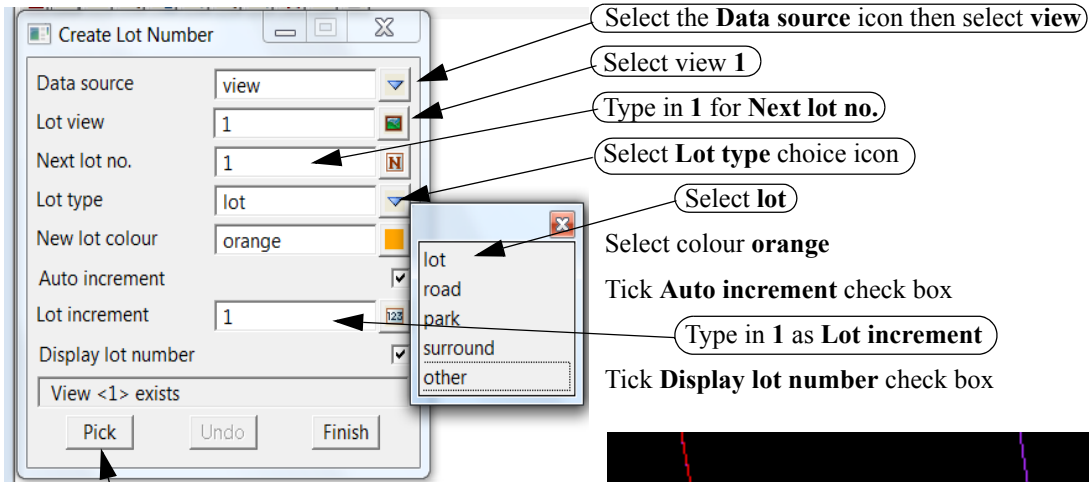 Create Lot Number
Select the Data source icon then select view
Data source view
Select view 1
Lot view 1
Type in 1 for Next lot no.
Next lot no. 1 N
Select Lot type choice icon
Lot type lot
Select lot
New lot colour orange
Select colour orange
lot
Auto increment
road
Tick Auto increment check box
Lot increment 1 123
park
Type in 1 as Lot increment
surround
Display lot number
other
Tick Display lot number check box
View <1> exists
Pick Undo Finish